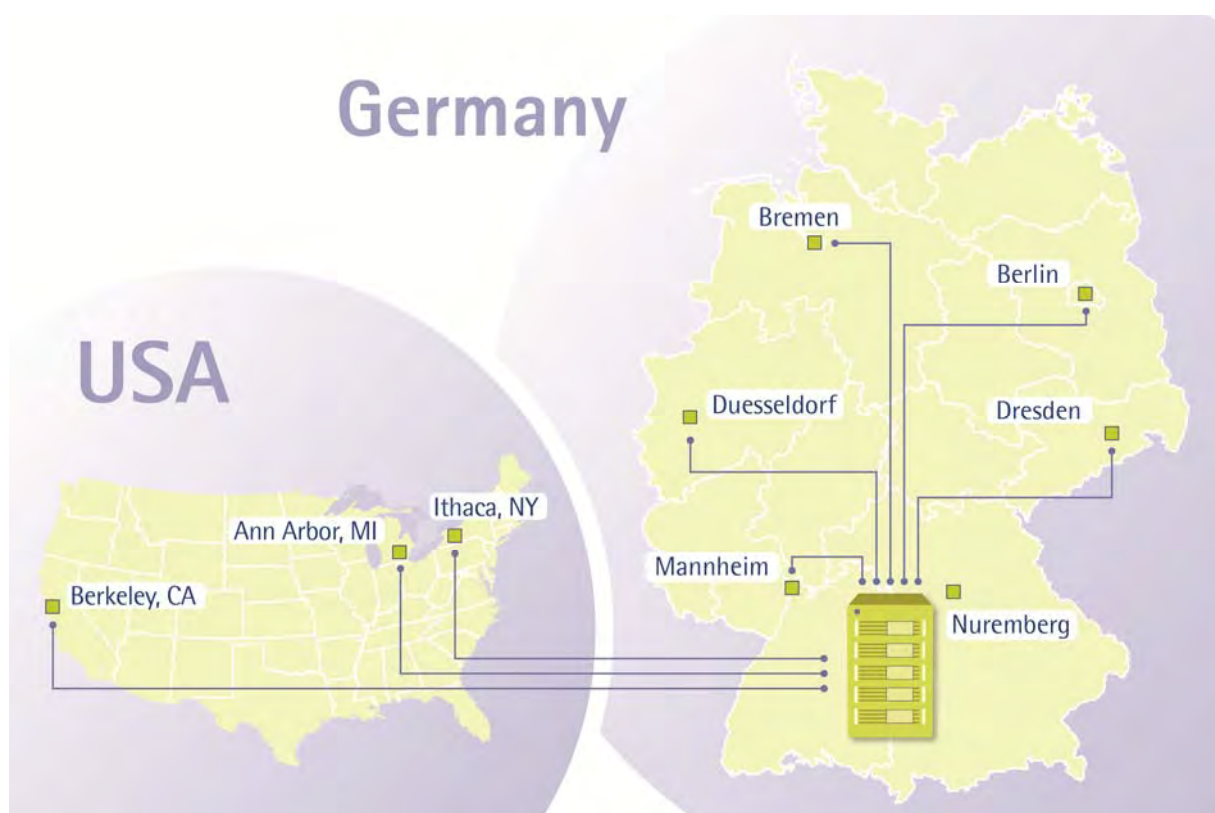 Germany
Bremen
Berlin
USA
Duesseldorf
Dresden
Ithaca, NY
Ann Arbor, MI
Mannheim
Berkeley, CA
Nuremberg